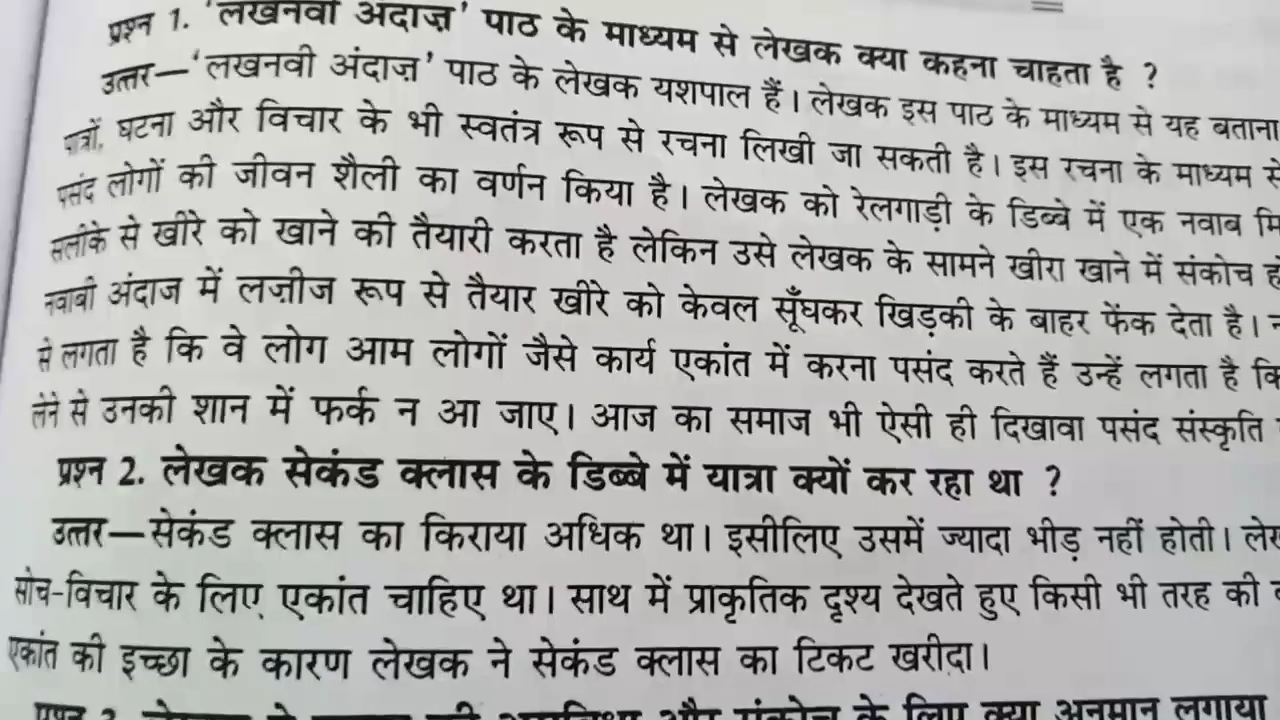 प्रश्न 1. 'लखनवी अंदाज़' पाठ के माध्यम से लेखक क्या कहना चाहता है ?
उत्तर—'लखनवी अंदाज़' पाठ के लेखक यशपाल हैं। लेखक इस पाठ के माध्यम से यह बताना
पात्रों, घटना और विचार के भी स्वतंत्र रूप से रचना लिखी जा सकती है। इस रचना के माध्यम से
पसंद लोगों की जीवन शैली का वर्णन किया है। लेखक को रेलगाड़ी के डिब्बे में एक नवाब
सलीके से खीरे को खाने की तैयारी करता है लेकिन उसे लेखक के सामने खीरा खाने में संकोच
नवाबी अंदाज में लज़ीज रूप से तैयार खीरे को केवल सूँघकर खिड़की के बाहर फेंक देता है।
से लगता है कि वे लोग आम लोगों जैसे कार्य एकांत में करना पसंद करते हैं उन्हें लगता है कि
लेने से उनकी शान में फर्क न आ जाए। आज का समाज भी ऐसी ही दिखावा पसंद संस्कृति
प्रश्न 2. लेखक सेकंड क्लास के डिब्बे में यात्रा क्यों कर रहा था ?
उत्तर—सेकंड क्लास का किराया अधिक था। इसीलिए उसमें ज्यादा भीड़ नहीं होती।
सोच-विचार के लिए एकांत चाहिए था। साथ में प्राकृतिक दृश्य देखते हुए किसी भी तरह की
एकांत की इच्छा के कारण लेखक ने सेकंड क्लास का टिकट खरीदा।
के लिए क्या अनुमान लगाया